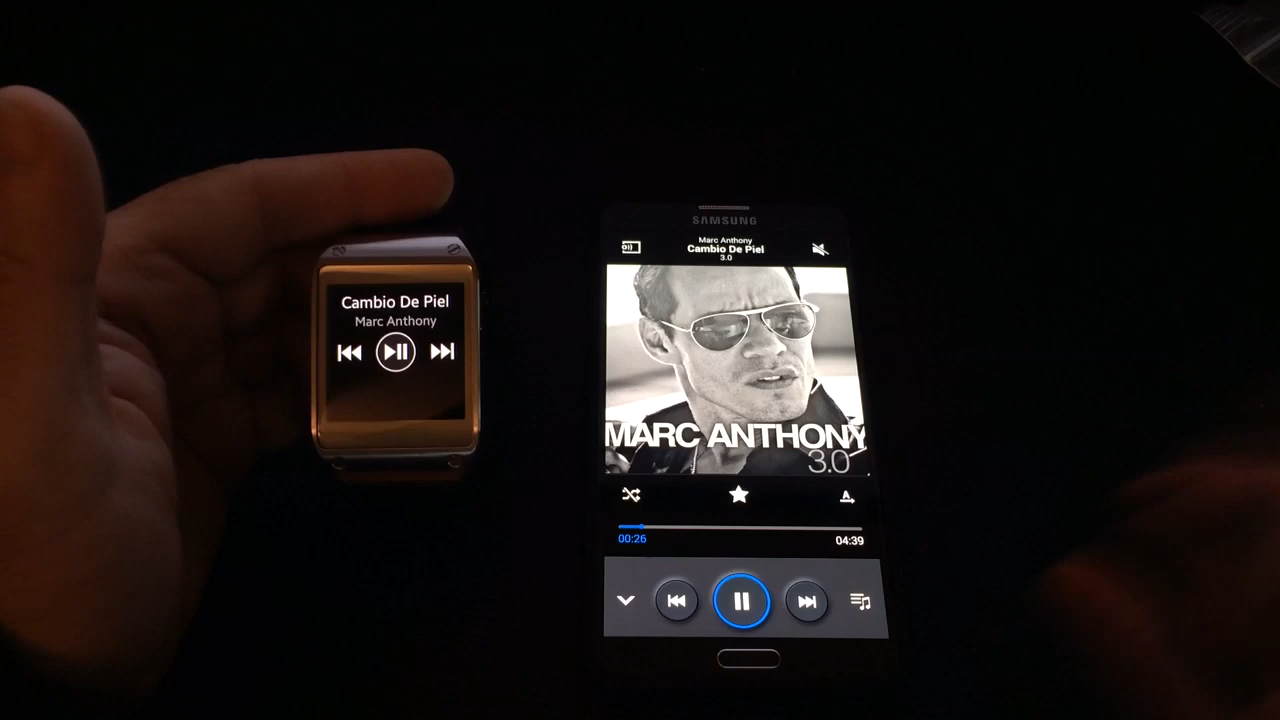 Cambio De Piel
Marc Anthony
SAMSUNG
Marc Anthony
Cambio De Piel
3.0
MARC ANTHONY
3.0
A
00:26
04:39